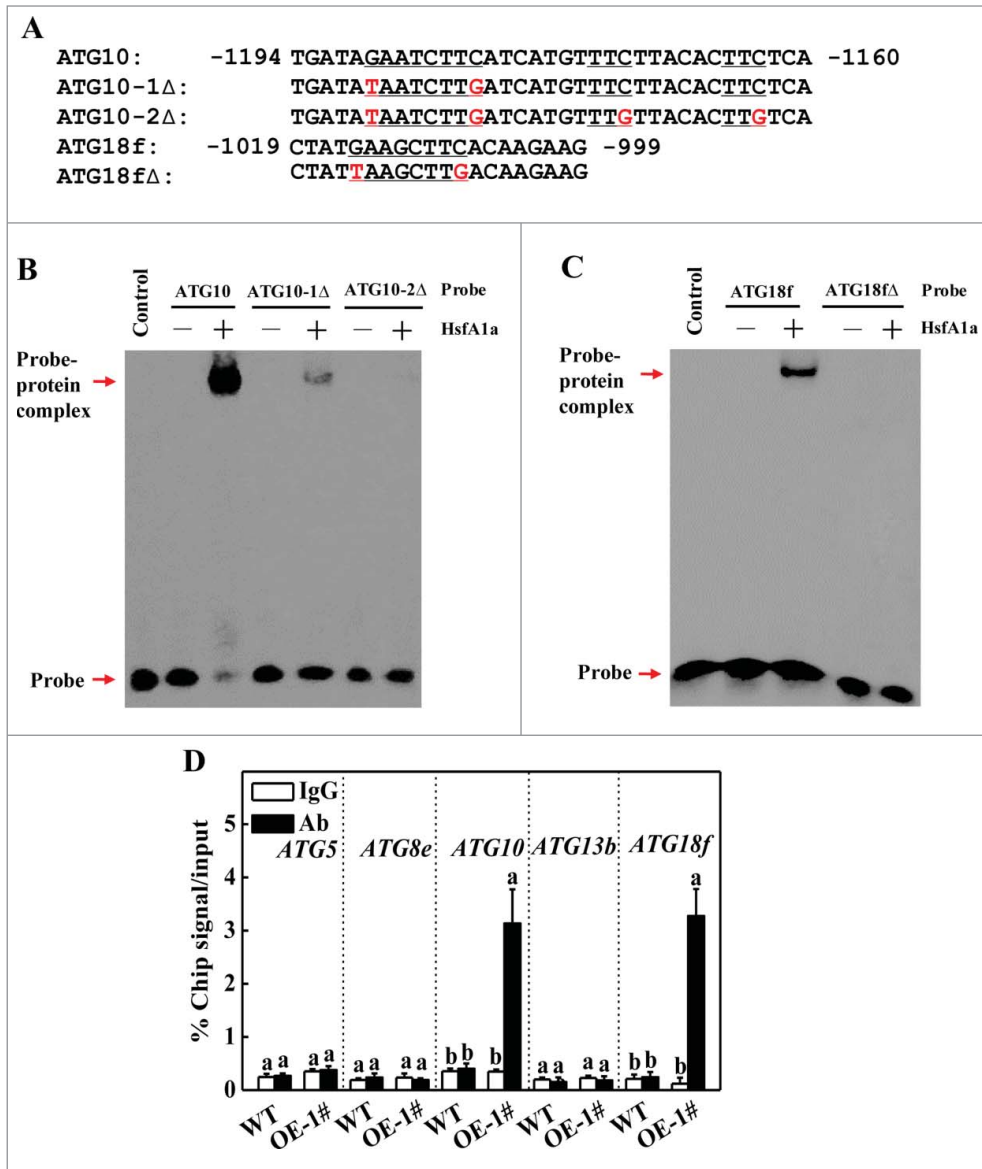 A
ATG10: -1194 TGATAGAATCTTCATCATGTTTCTTACACTTCTCA -1160
ATG10-1Δ: TGATATAATCTTGATCATGTTTCTTACACTTCTCA
ATG10-2Δ: TGATATAATCTTGATCATGTTTGTTACACTTGTCA
ATG18f: -1019 CTATGAAGCTTCACAAGAAG -999
ATG18fΔ: CTATTAAGCTTGACAAGAAG
B
Control
ATG10 ATG10-1Δ ATG10-2Δ Probe
— + — + — + HsfA1a
Probe-
protein
complex
Probe
C
Control
ATG18f ATG18fΔ Probe
— + — + HsfA1a
Probe-
protein
complex
Probe
D
% Chip signal/input
IgG
Ab
5
4
3
2
1
0
ATG5 ATG8e ATG10 ATG13b ATG18f
a a a a a a a a b b b a a a a a b b b a
WT OE-1# WT OE-1# WT OE-1# WT OE-1# WT OE-1#